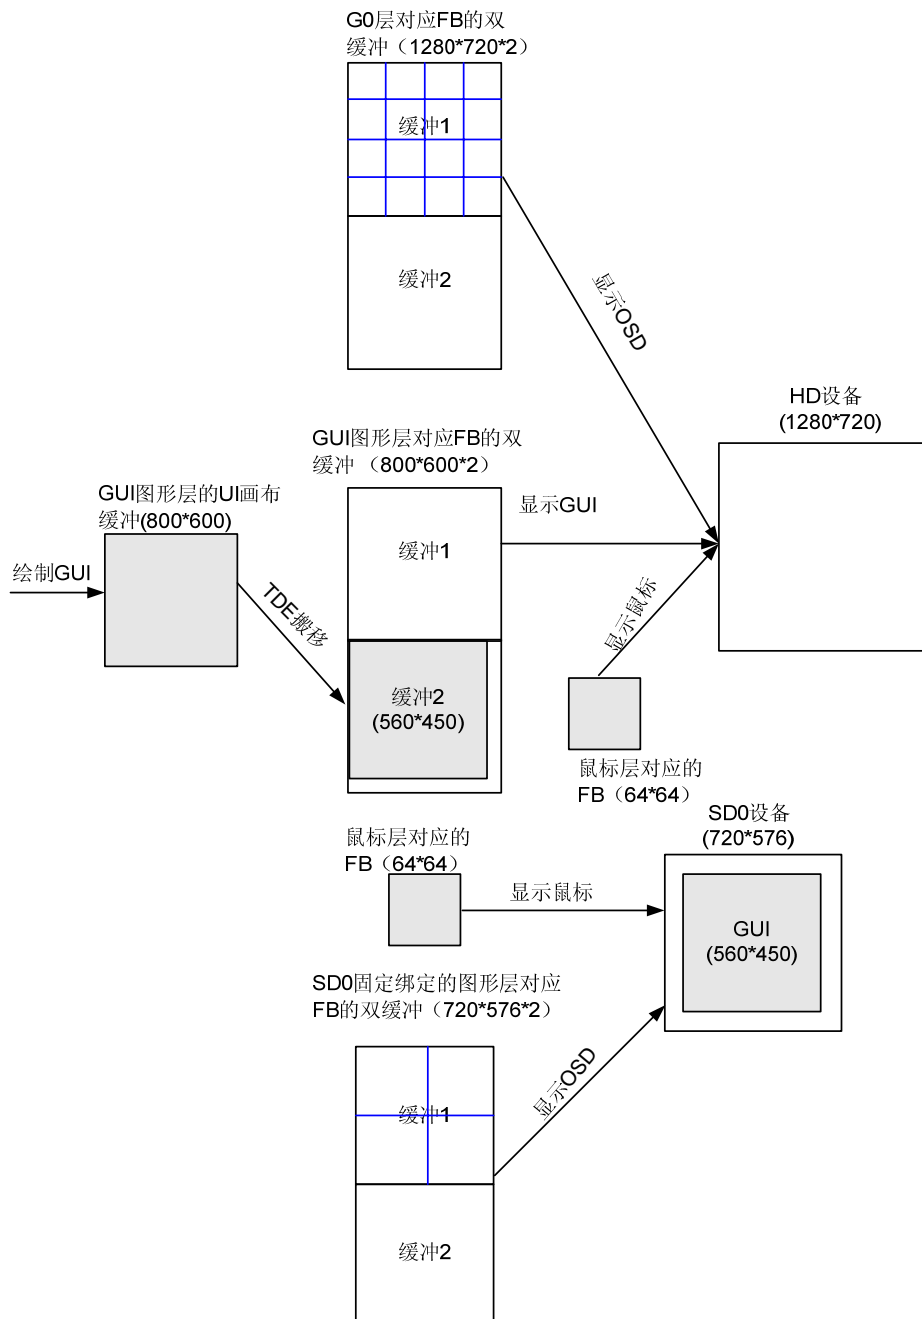 G0层对应FB的双
缓冲（1280*720*2）
缓冲1
缓冲2
显示OSD
HD设备
(1280*720)
GUI图形层对应FB的双
缓冲 （800*600*2）
GUI图形层的UI画布
缓冲(800*600)
绘制GUI
TDE搬移
缓冲1
显示GUI
缓冲2
(560*450)
显示鼠标
鼠标层对应的
FB（64*64）
SD0设备
(720*576)
鼠标层对应的
FB（64*64）
显示鼠标
GUI
(560*450)
SD0固定绑定的图形层对应
FB的双缓冲（720*576*2）
缓冲1
显示OSD
缓冲2